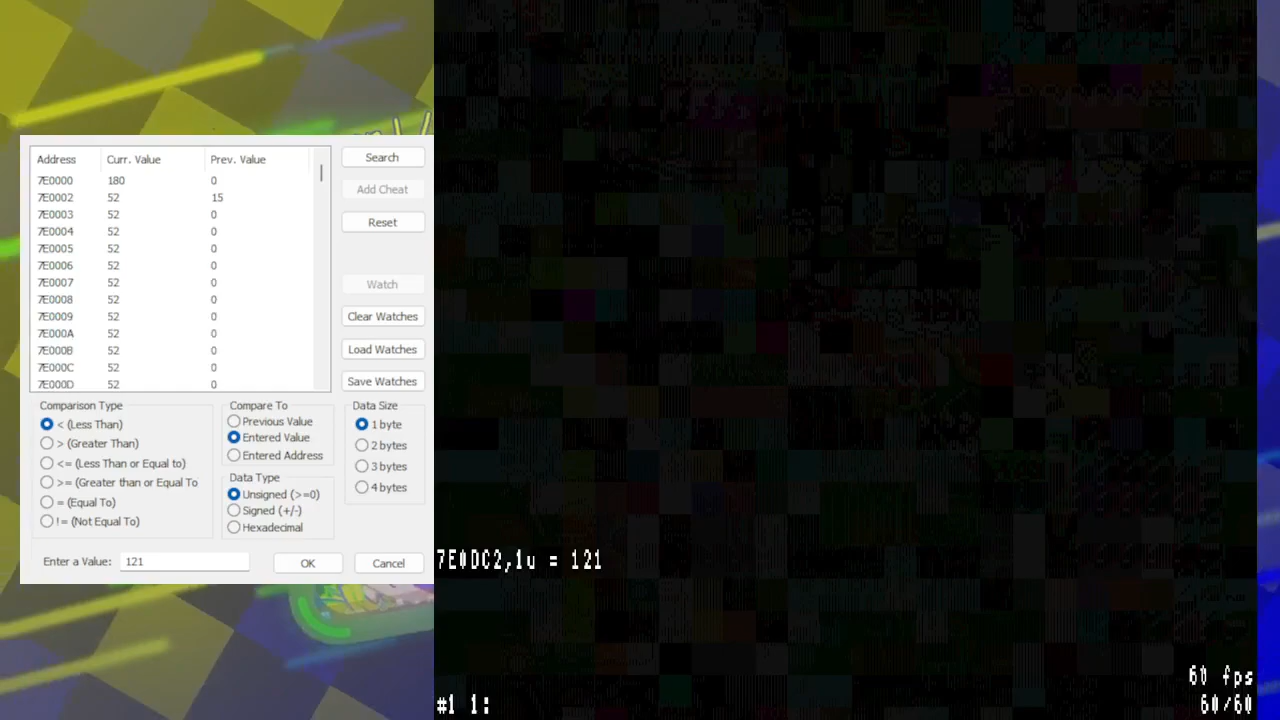 Address Curr. Value Prev. Value
7E0000 180 0
7E0002 52 15
7E0003 52 0
7E0004 52 0
7E0005 52 0
7E0006 52 0
7E0007 52 0
7E0008 52 0
7E0009 52 0
7E000A 52 0
7E000B 52 0
7E000C 52 0
7E000D 52 0
Search
Add Cheat
Reset
Watch
Clear Watches
Load Watches
Save Watches
Comparison Type
< (Less Than)
> (Greater Than)
<= (Less Than or Equal to)
>= (Greater than or Equal To
= (Equal To)
!= (Not Equal To)
Compare To
Previous Value
Entered Value
Entered Address
Data Type
Unsigned (>=0)
Signed (+/-)
Hexadecimal
Data Size
1 byte
2 bytes
3 bytes
4 bytes
Enter a Value: 121
OK
Cancel
7E0DC2,1u = 121
#1 1:
60 fps
60/60